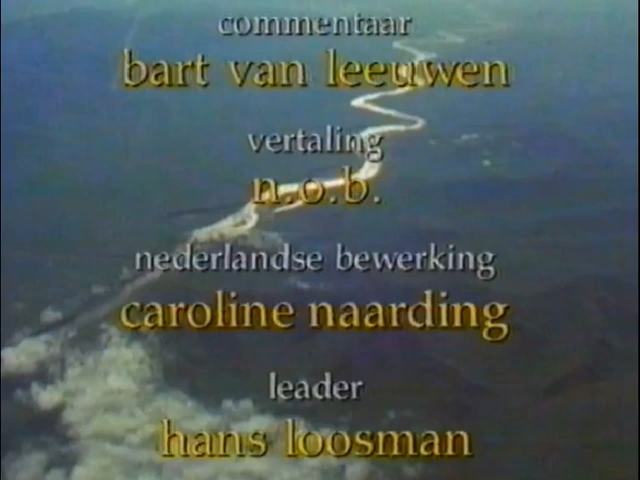 commentaar
bart van leeuwen
vertaling
n.o.b.
nederlandse bewerking
caroline naarding
leader
hans loosman